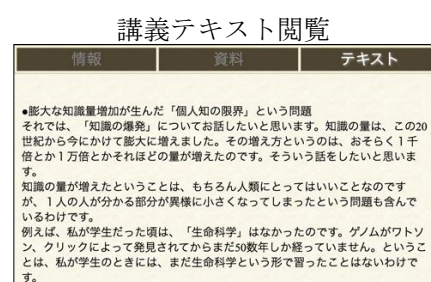 講義テキスト閲覧
情報 資料 テキスト
●膨大な知識量増加が生んだ「個人知の限界」という問題
それでは、「知識の爆発」についてお話したいと思います。知識の量は、この20
世紀から今にかけて膨大に増えました。その増え方というのは、おそらく１千
倍とか１万倍とかそれほどの量が増えたのです。そういう話をしたいと思いま
す。
知識の量が増えたということは、もちろん人類にとってはいいことなのです
が、１人の人が分かる部分が異様に小さくなってしまったという問題も含んで
いるわけです。
例えば、私が学生だった頃は、「生命科学」はなかったのです。ゲノムがワトソ
ン、クリックによって発見されてからまだ50数年しか経っていません。というこ
とは、私が学生のときには、まだ生命科学という形で習ったことはないわけで
す。